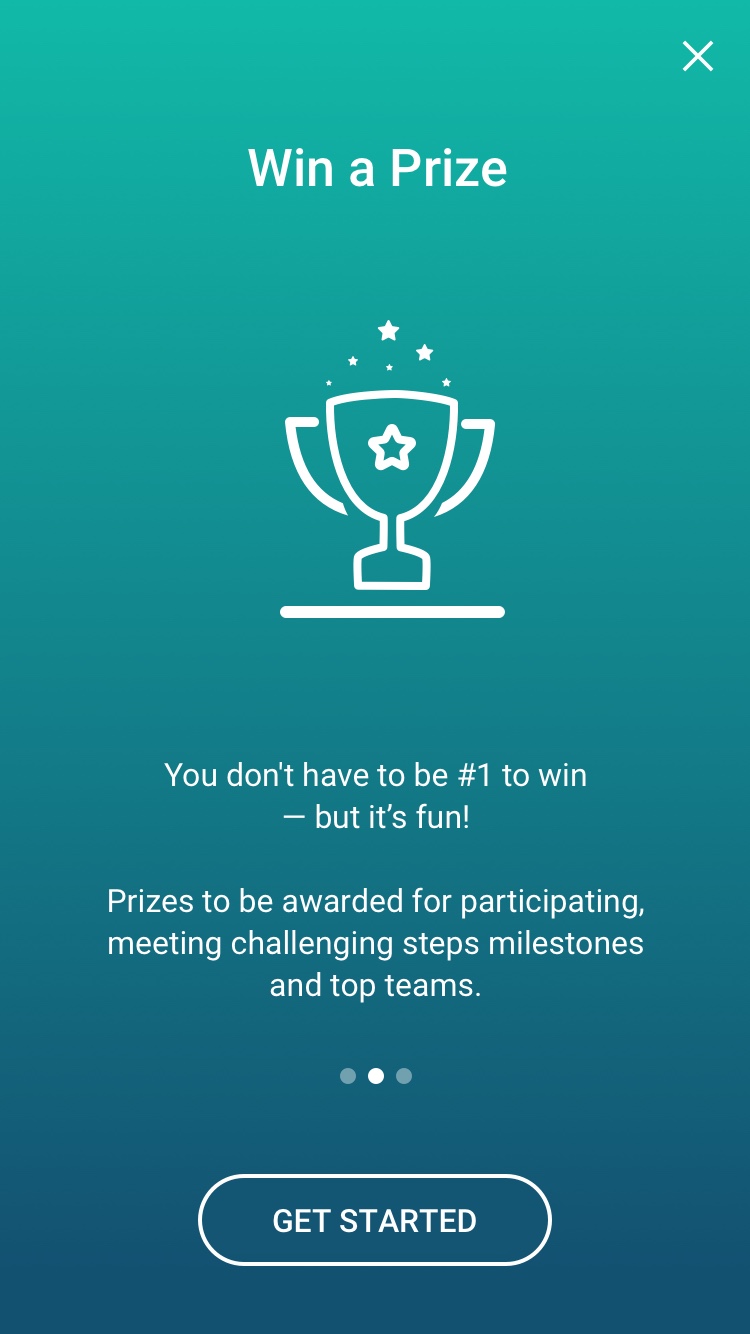 Win a Prize
You don't have to be #1 to win
— but it’s fun!
Prizes to be awarded for participating,
meeting challenging steps milestones
and top teams.
GET STARTED